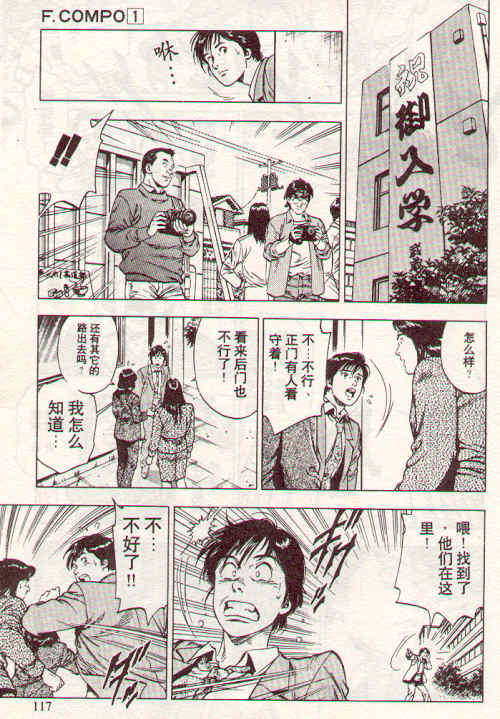 F. COMPO 1
祝御入学
咻…
!!
怎么样？
不…不行、
正门有人看
守着！
看来后门也
不行了！
还有其它的
路出去吗？
我怎么
知道…
喂！找到了
，他们在这
里！
不…
不好了!!
117